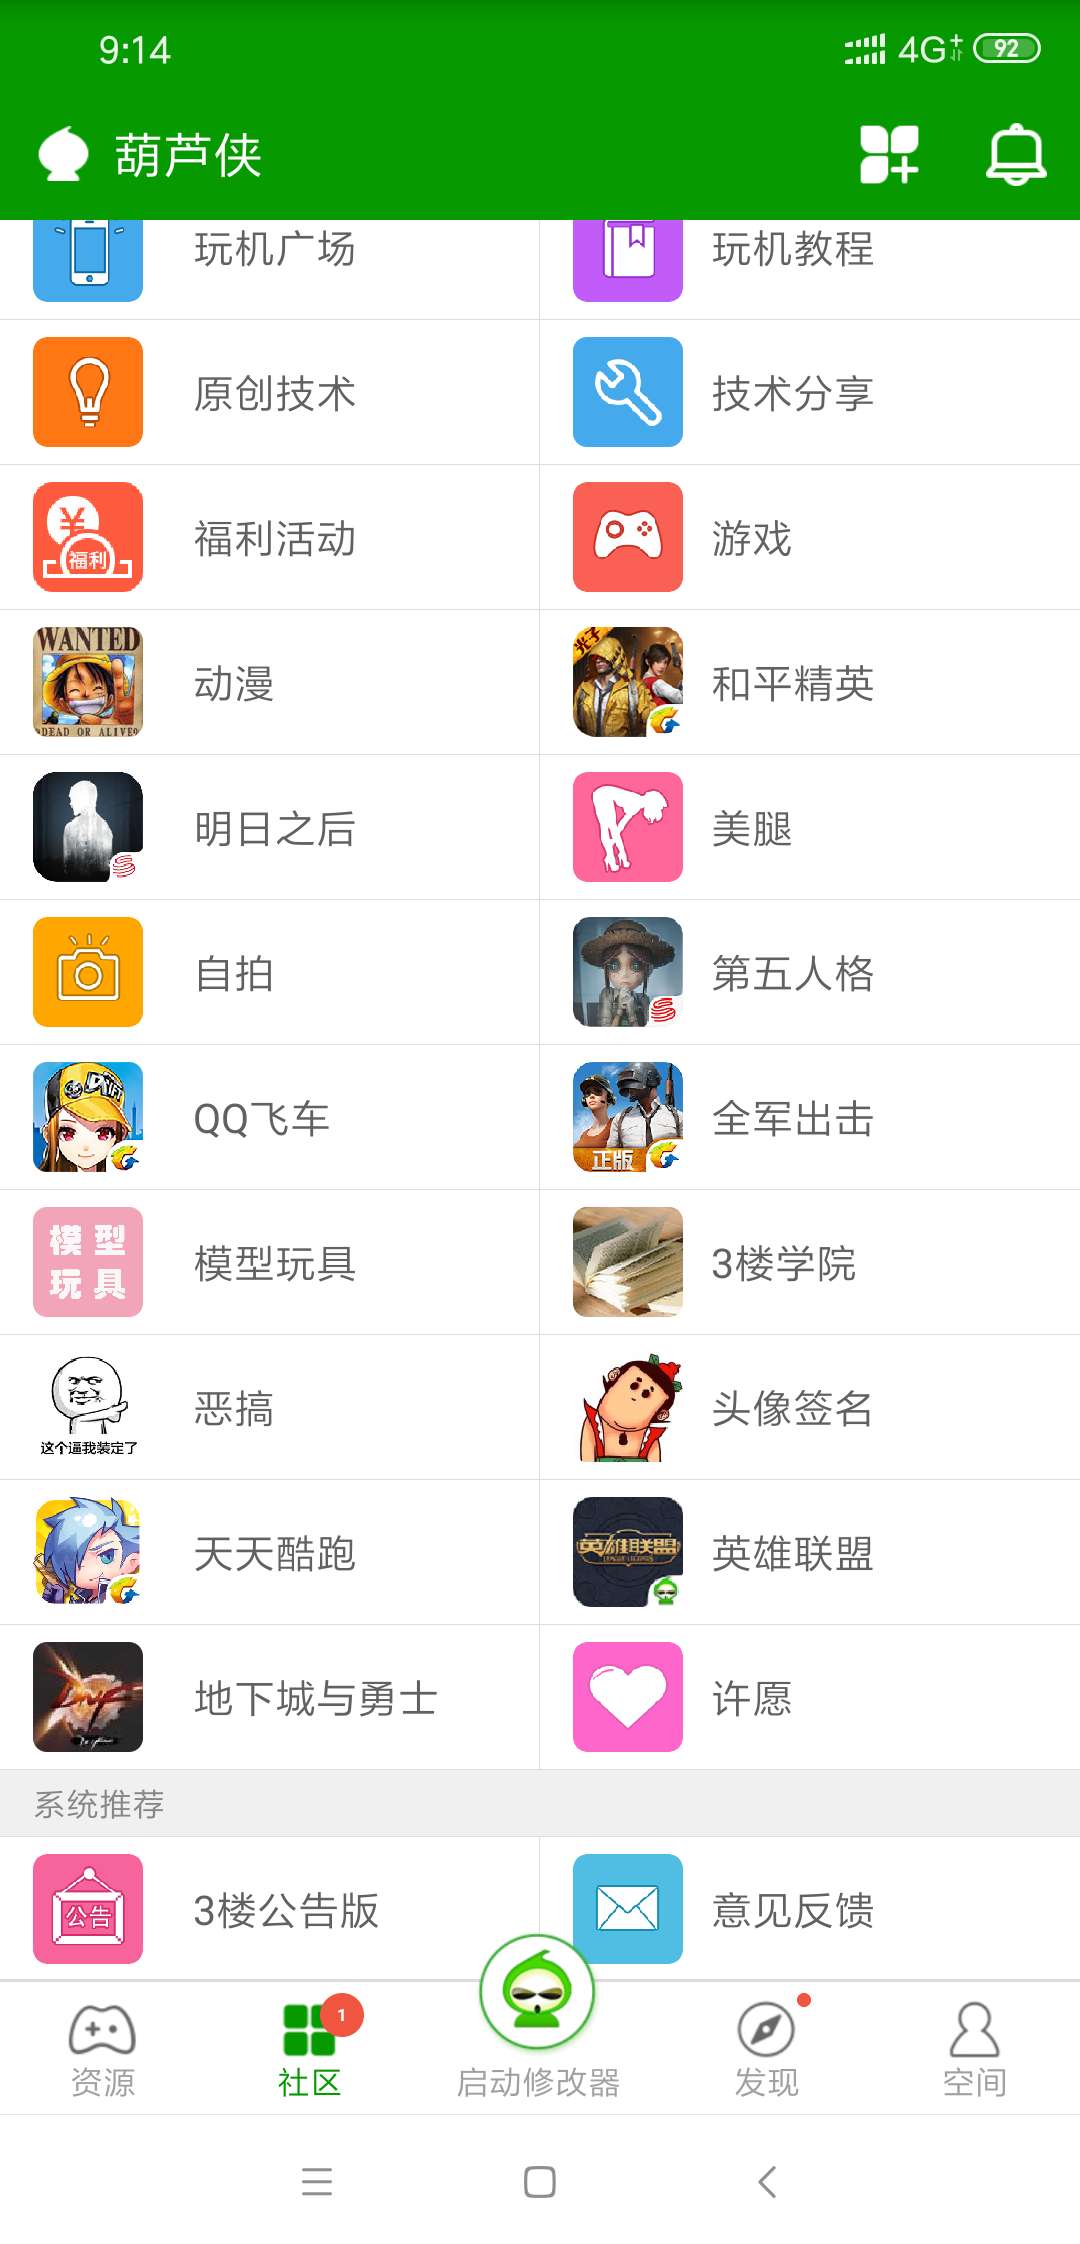 9:14
4G+ 92
葫芦侠
玩机广场
玩机教程
原创技术
技术分享
¥
福利
福利活动
游戏
WANTED
DEAD OR ALIVE
动漫
光子
和平精英
明日之后
美腿
自拍
第五人格
DRIFT
QQ飞车
正版
全军出击
模型
玩具
模型玩具
3楼学院
这个逼我装定了
恶搞
头像签名
天天酷跑
英雄联盟
LEAGUE LEGENDS
英雄联盟
DNF
地下城与勇士
许愿
系统推荐
公告
3楼公告版
意见反馈
资源
1
社区
启动修改器
发现
空间